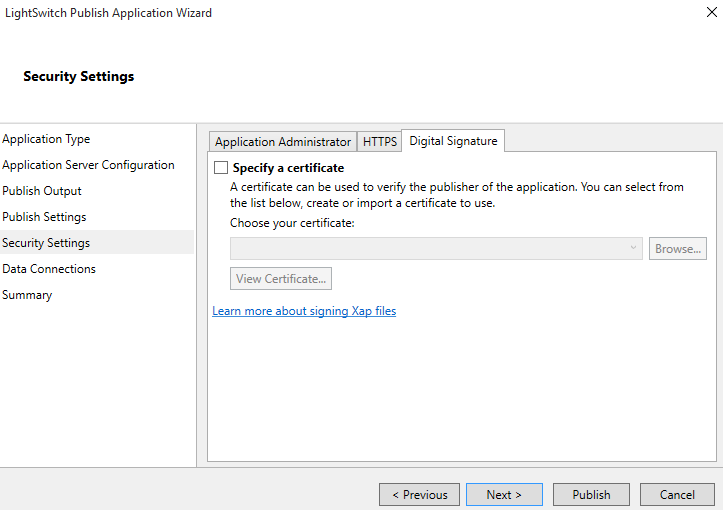 LightSwitch Publish Application Wizard
Security Settings
Application Type
Application Server Configuration
Publish Output
Publish Settings
Security Settings
Data Connections
Summary
Application Administrator
HTTPS
Digital Signature
Specify a certificate
A certificate can be used to verify the publisher of the application. You can select from
the list below, create or import a certificate to use.
Choose your certificate:
Browse...
View Certificate...
Learn more about signing Xap files
< Previous
Next >
Publish
Cancel